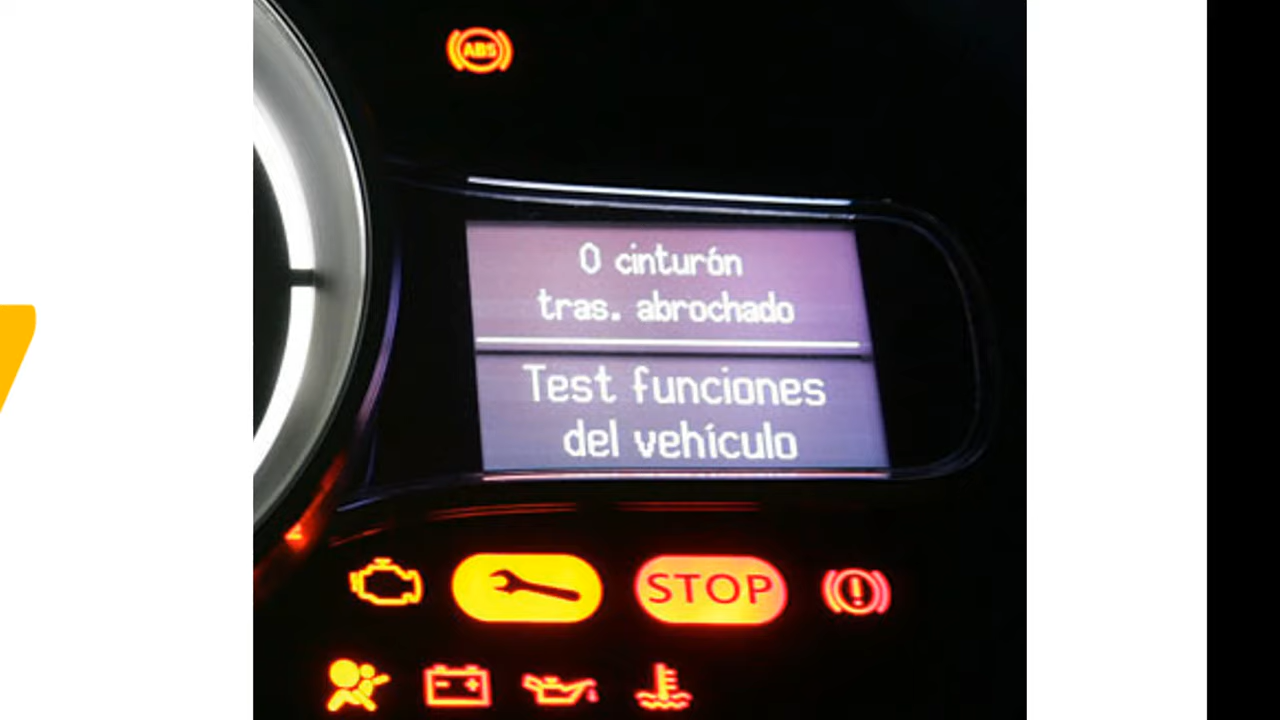 ABS
0 cinturón
tras. abrochado
Test funciones
del vehículo
STOP